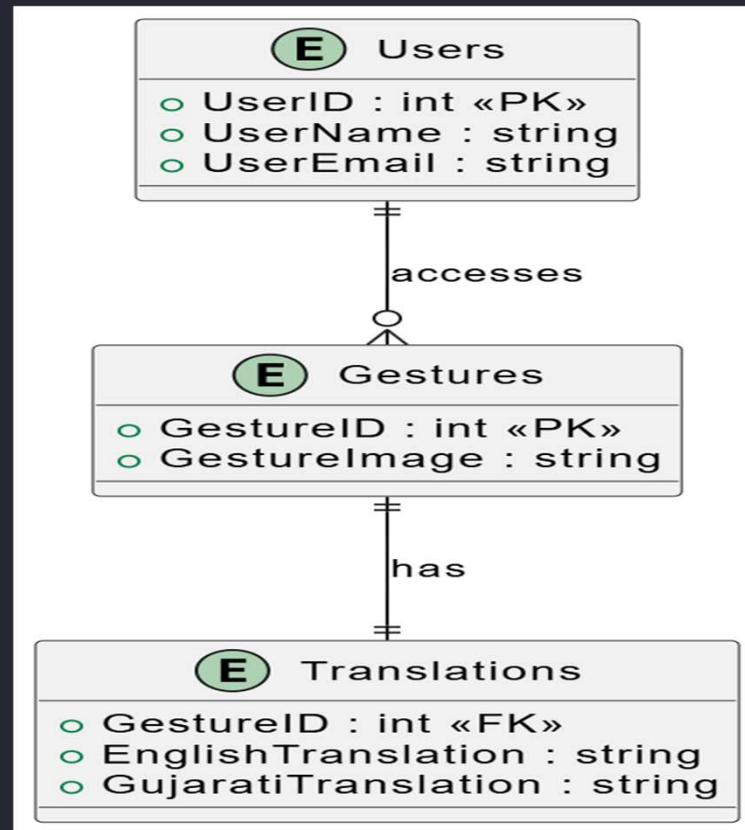 E Users
UserID : int «PK»
UserName : string
UserEmail : string
accesses
E Gestures
GestureID : int «PK»
GestureImage : string
has
E Translations
GestureID : int «FK»
EnglishTranslation : string
GujaratiTranslation : string